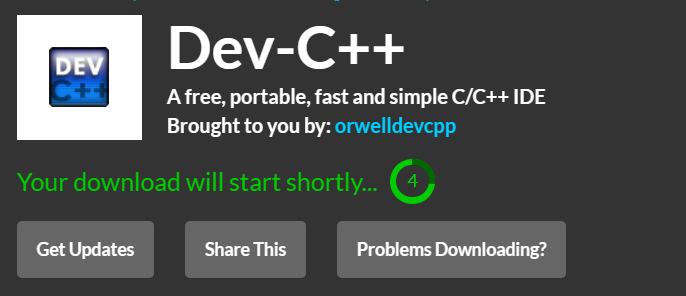 DEV
C++
Dev-C++
A free, portable, fast and simple C/C++ IDE
Brought to you by: orwelldevcpp
Your download will start shortly... 4
Get Updates Share This Problems Downloading?